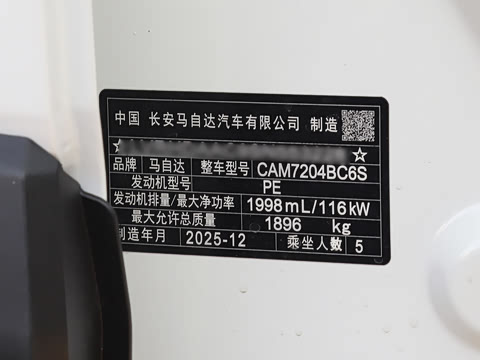 中国 长安马自达汽车有限公司 制造
☆ ☆
品牌 马自达 整车型号 CAM7204BC6S
发动机型号 PE
发动机排量/最大净功率 1998mL/116kW
最大允许总质量 1896 kg
制造年月 2025-12 乘坐人数 5